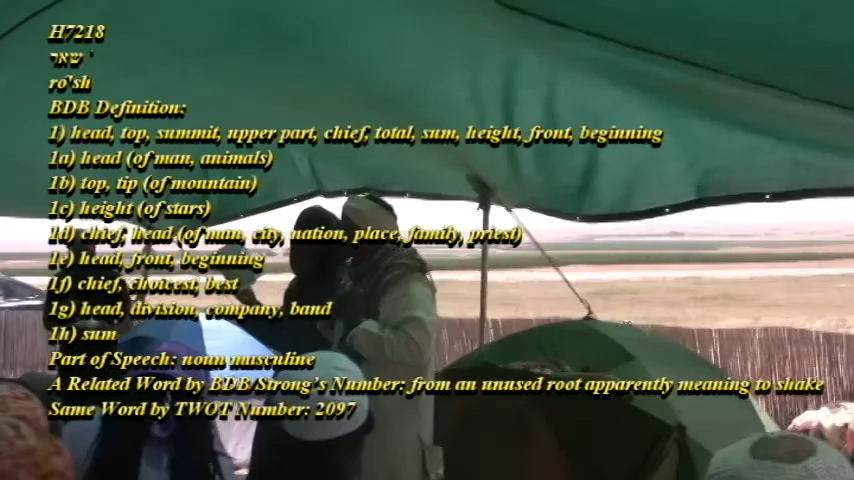 H7218
ראש
rô'sh
BDB Definition:
1) head, top, summit, upper part, chief, total, sum, height, front, beginning
1a) head (of man, animals)
1b) top, tip (of mountain)
1c) height (of stars)
1d) chief, head (of man, city, nation, place, family, priest)
1e) head, front, beginning
1f) chief, choicest, best
1g) head, division, company, band
1h) sum
Part of Speech: noun masculine
A Related Word by BDB/Strong's Number: from an unused root apparently meaning to shake
Same Word by TWOT Number: 2097